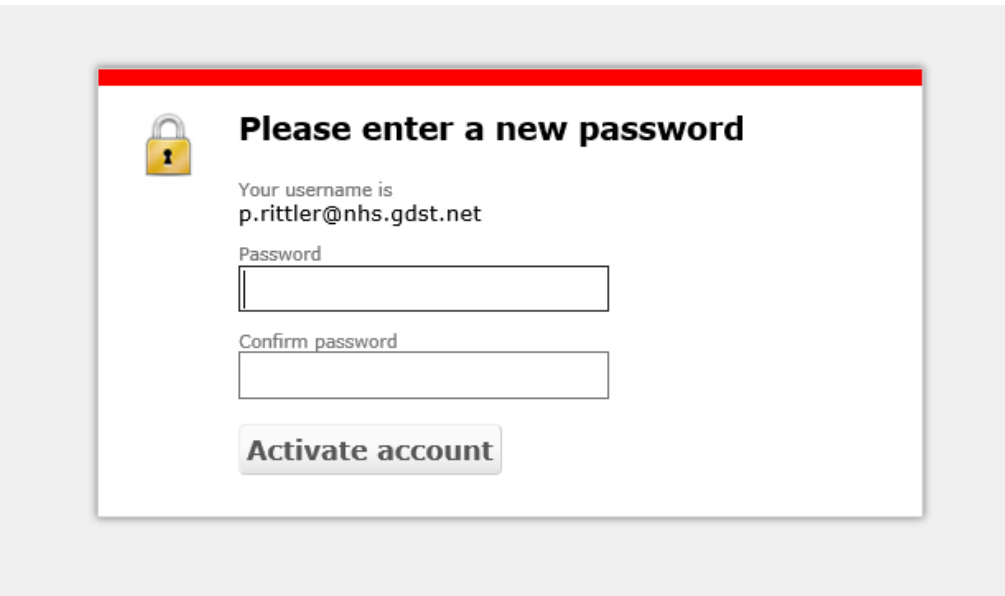 Please enter a new password
Your username is
p.rittler@nhs.gdst.net
Password
Confirm password
Activate account